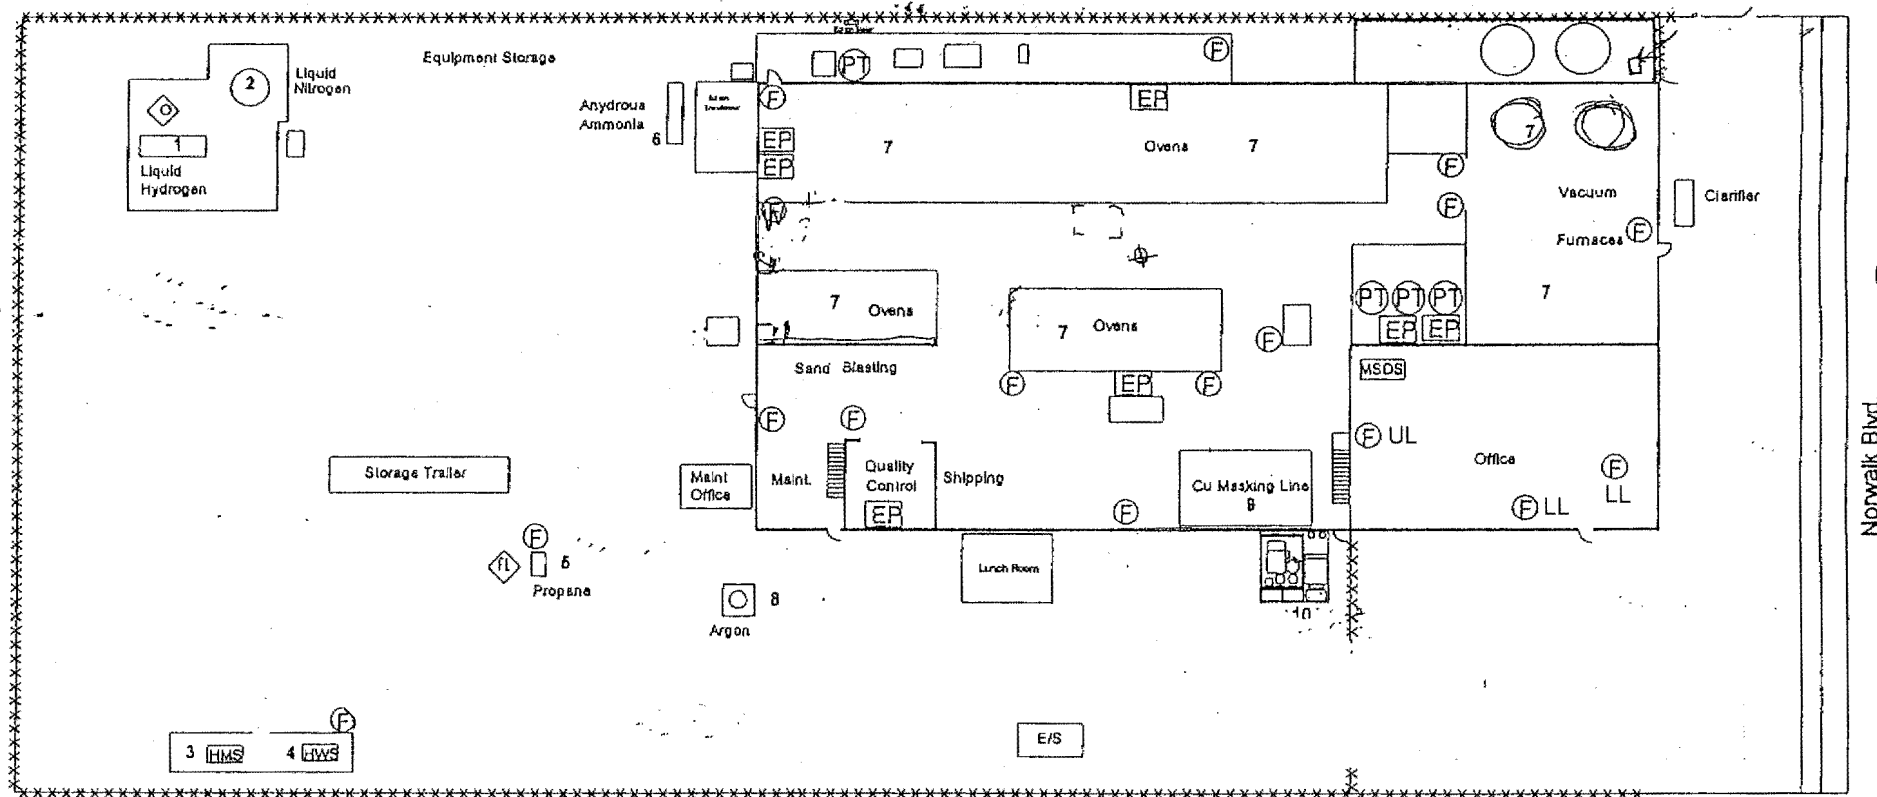 Equipment Storage
2
Liquid
Nitrogen
O
1
Liquid
Hydrogen
Anydrous
Ammonia
6
PT
F
F
EP
EP
EP
7
Ovens
7
F
F
7
Vacuum
Furnaces
F
7
Clarifier
F
7
Ovens
7
Ovens
F
PT
PT
PT
EP
EP
Sand Blasting
F
EP
F
MSDS
F
F
F
UL
Office
F
LL
F
LL
Norwalk Blvd
Storage Trailer
Maint
Office
Maint.
Quality
Control
EP
Shipping
F
Cu Masking Line
9
F
fl
5
Propane
8
Argon
Lunch Room
10
F
3
HMS
4
HWS
E/S